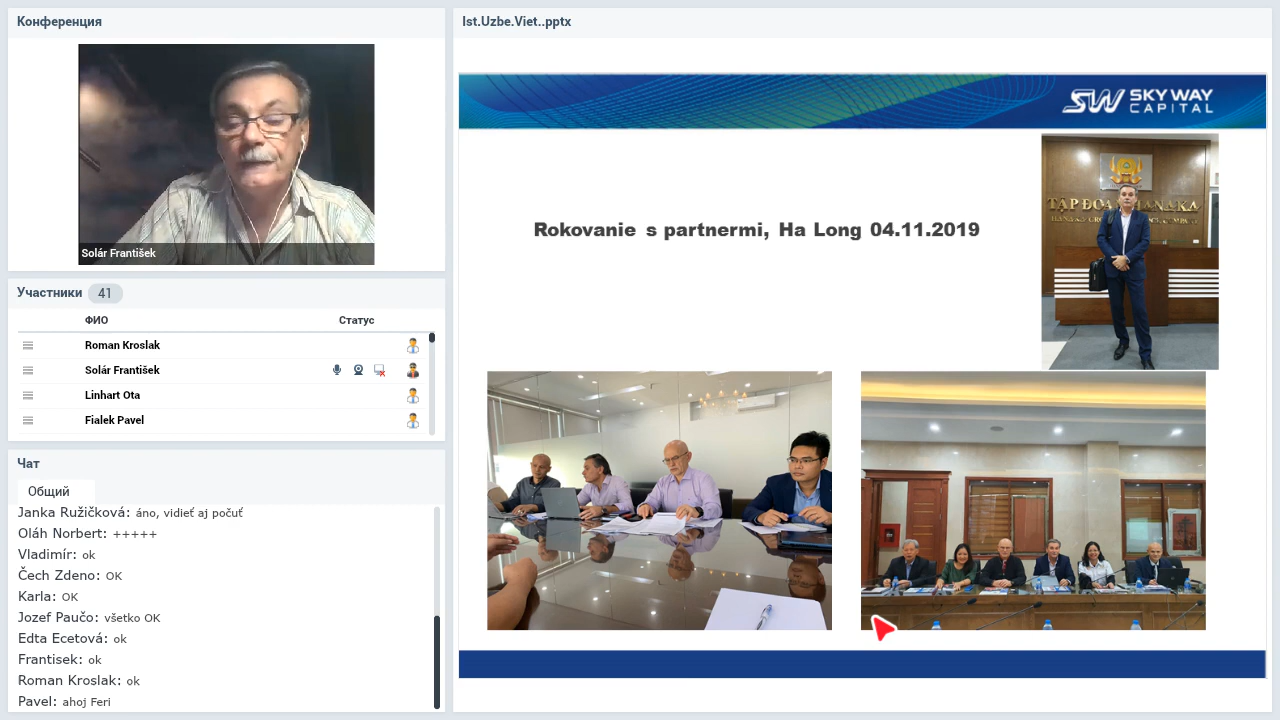 Конференция
Solár František
Участники 41
ФИО Статус
Roman Kroslak
Solár František
Linhart Ota
Fialek Pavel
Чат
Общий
Janka Ružičková: áno, vidieť aj počuť
Oláh Norbert: +++++
Vladimír: ok
Čech Zdeno: OK
Karla: OK
Jozef Paučo: všetko OK
Edta Ecetová: ok
Frantisek: ok
Roman Kroslak: ok
Pavel: ahoj Feri
Ist.Uzbe.Viet..pptx
SW SKY WAY
CAPITAL
Rokovanie s partnermi, Ha Long 04.11.2019
TẬP ĐOÀN HANAKA